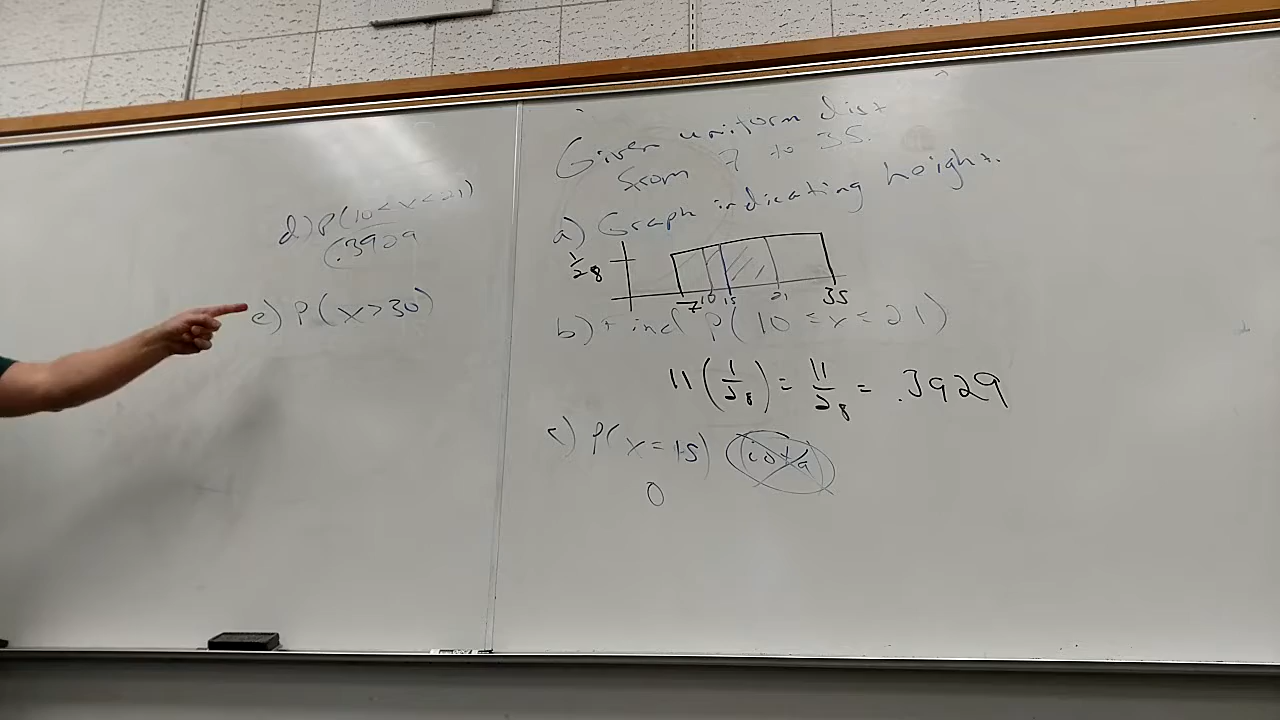 Given uniform dist
from 7 to 35.
a) Graph indicating height.
1/28
7 10 15 21 35
b) Find P(10 ≤ x ≤ 21)
11(1/28) = 11/28 = .3929
c) P(x = 15)
0
d) P(10 < x < 21)
.3929
e) P(x > 30)